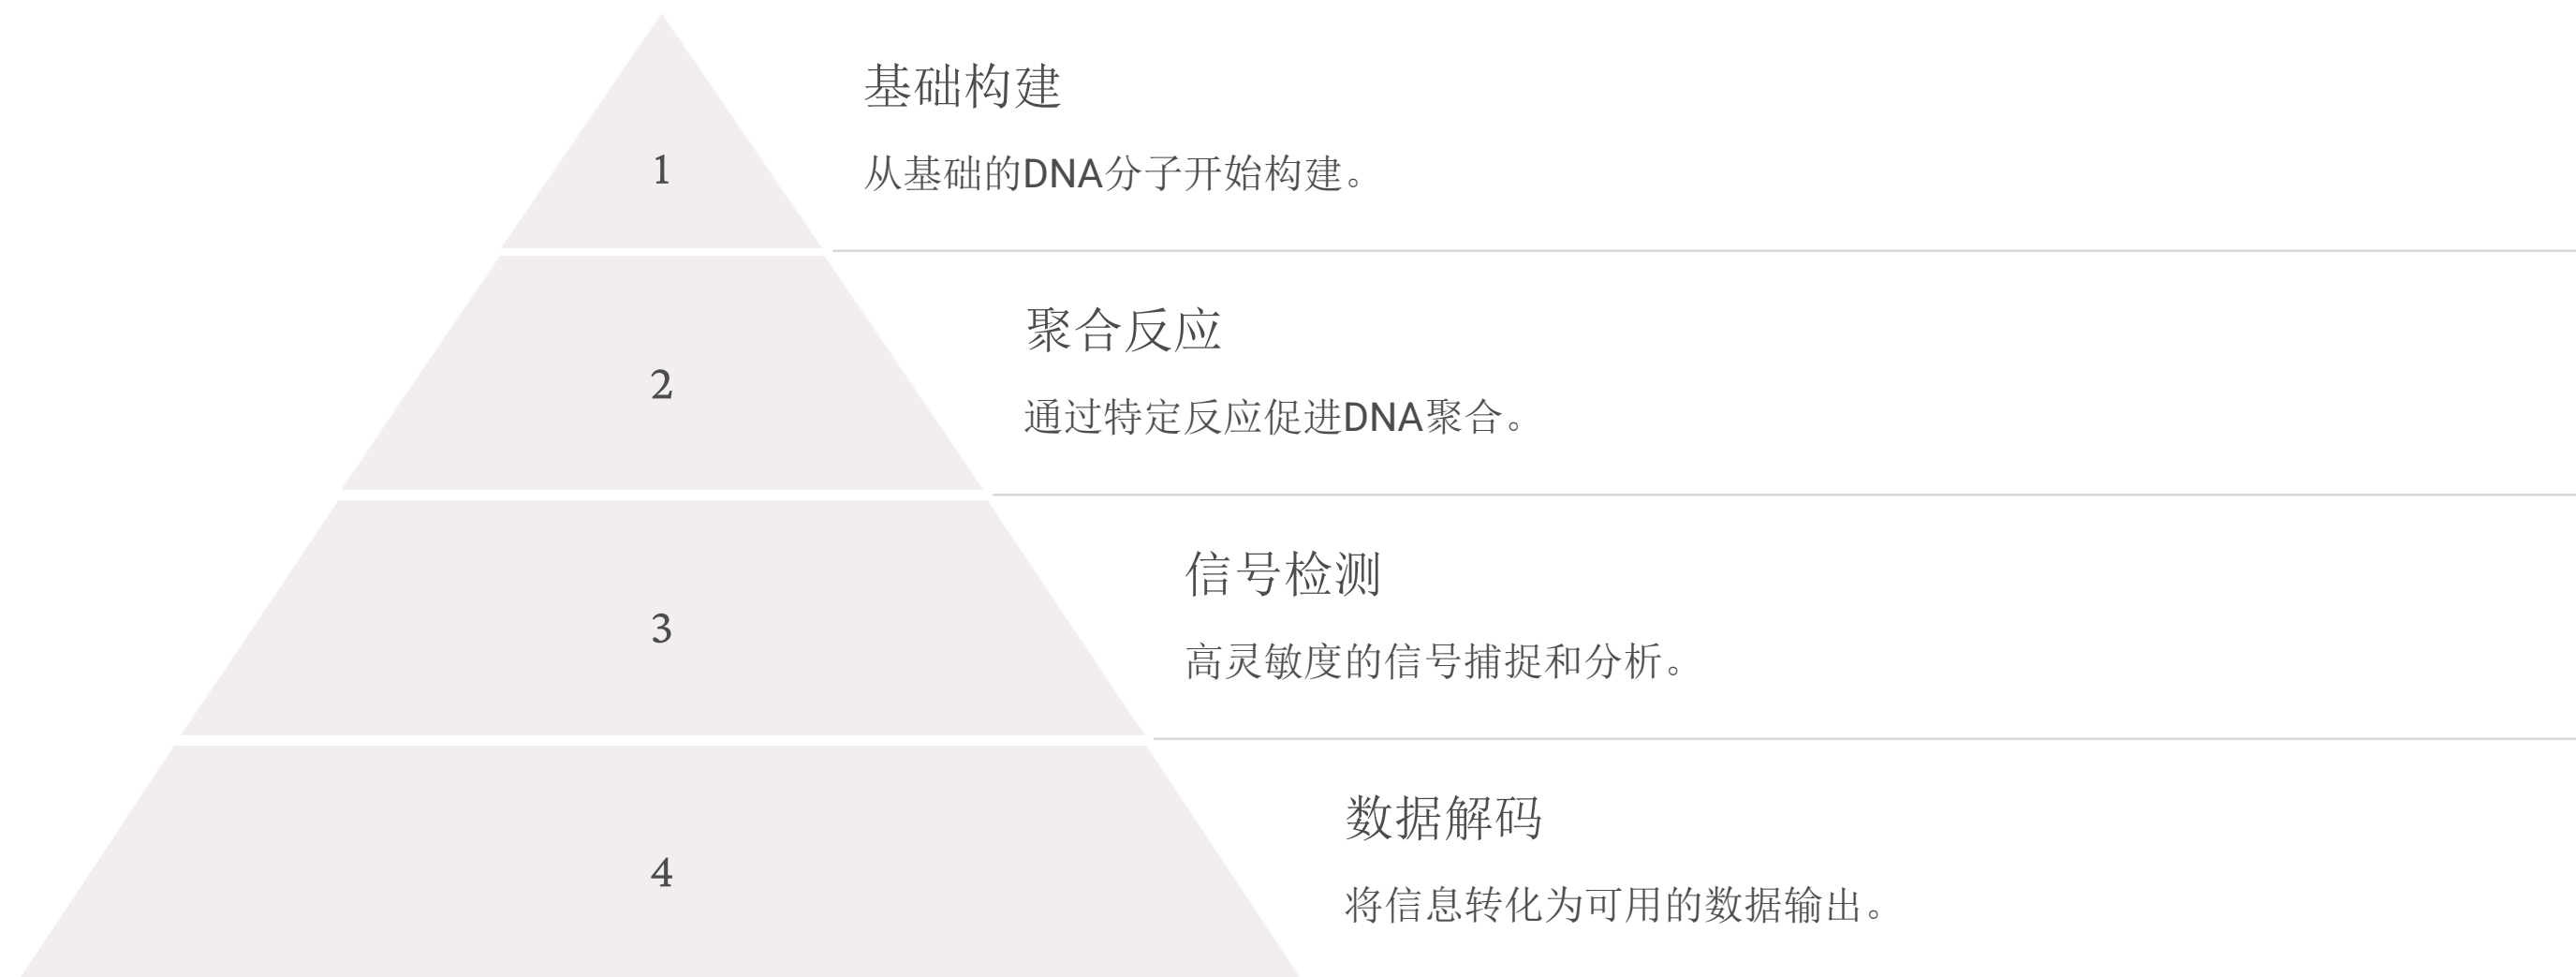 基础构建
1
从基础的DNA分子开始构建。
聚合反应
2
通过特定反应促进DNA聚合。
信号检测
3
高灵敏度的信号捕捉和分析。
数据解码
4
将信息转化为可用的数据输出。